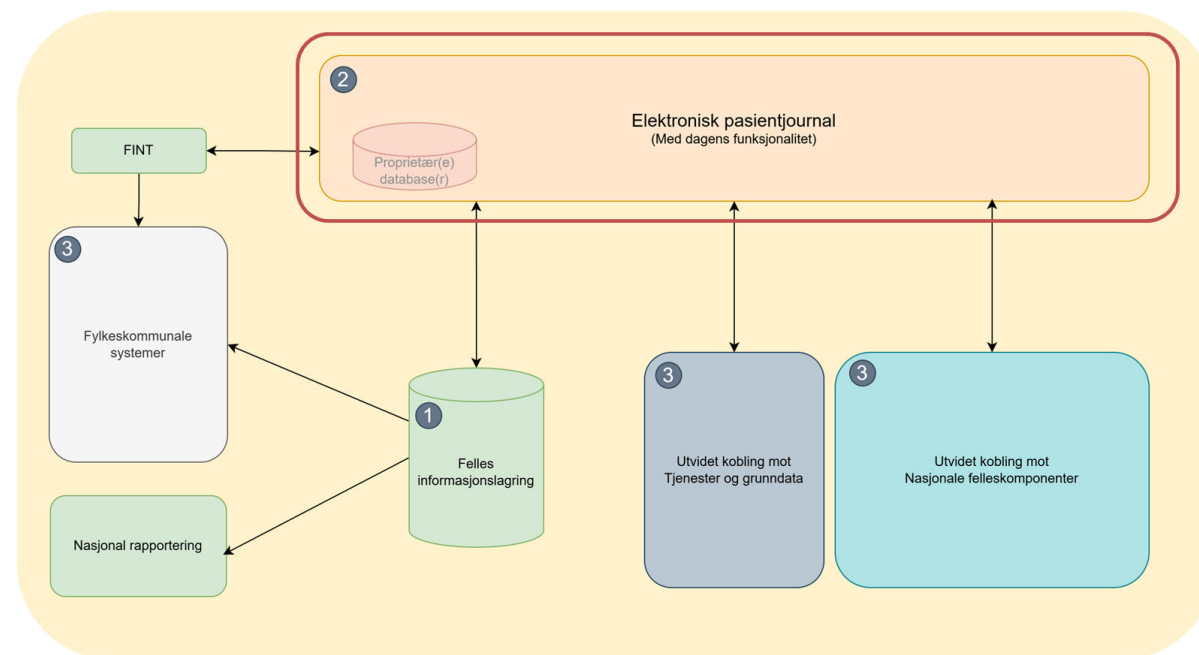 2
Elektronisk pasientjournal
(Med dagens funksjonalitet)
Proprietær(e)
database(r)
FINT
3
Fylkeskommunale
systemer
1
Felles
informasjonslagring
Nasjonal rapportering
3
Utvidet kobling mot
Tjenester og grunndata
3
Utvidet kobling mot
Nasjonale felleskomponenter